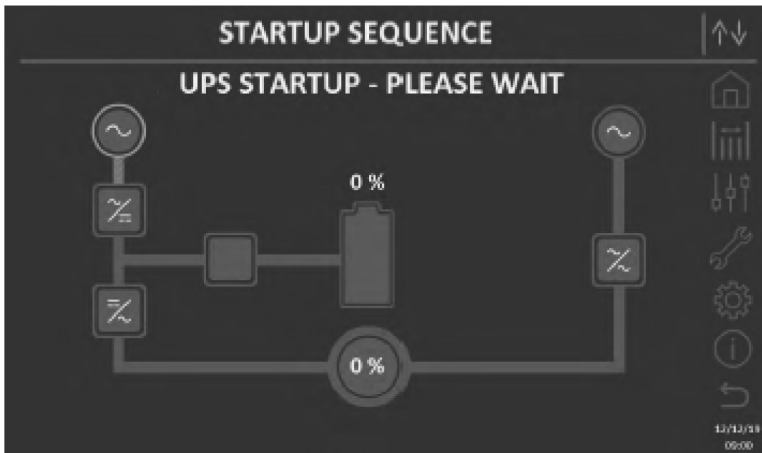 STARTUP SEQUENCE
UPS STARTUP - PLEASE WAIT
0 %
0 %
12/12/19
09:00